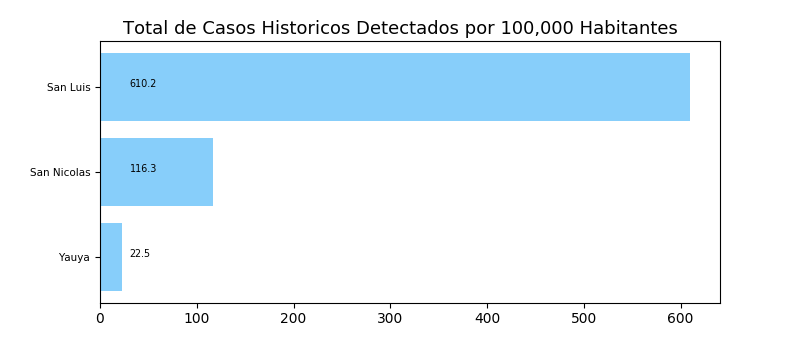 Total de Casos Historicos Detectados por 100,000 Habitantes
San Luis 610.2
San Nicolas 116.3
Yauya 22.5
0 100 200 300 400 500 600